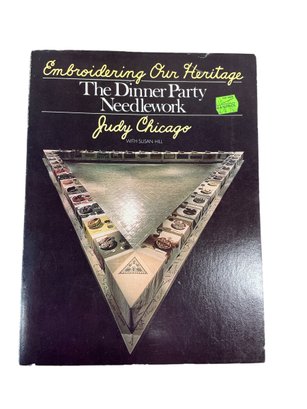 Embroidering Our Heritage
The Dinner Party
Needlework
Judy Chicago
WITH SUSAN HILL